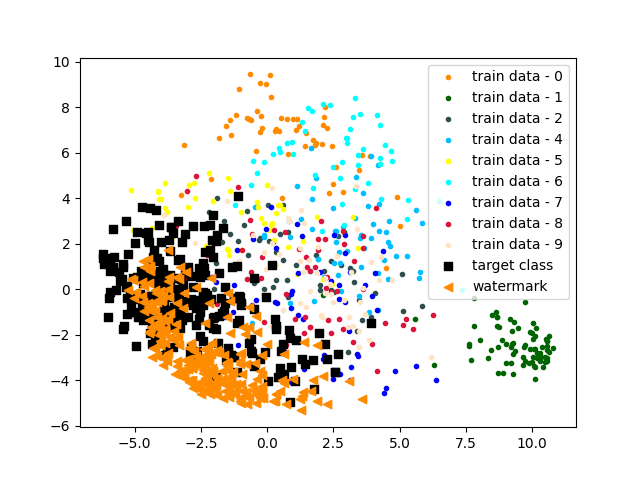 10
8
6
4
2
0
−2
−4
−6
−5.0
−2.5
0.0
2.5
5.0
7.5
10.0
train data - 0
train data - 1
train data - 2
train data - 4
train data - 5
train data - 6
train data - 7
train data - 8
train data - 9
target class
watermark